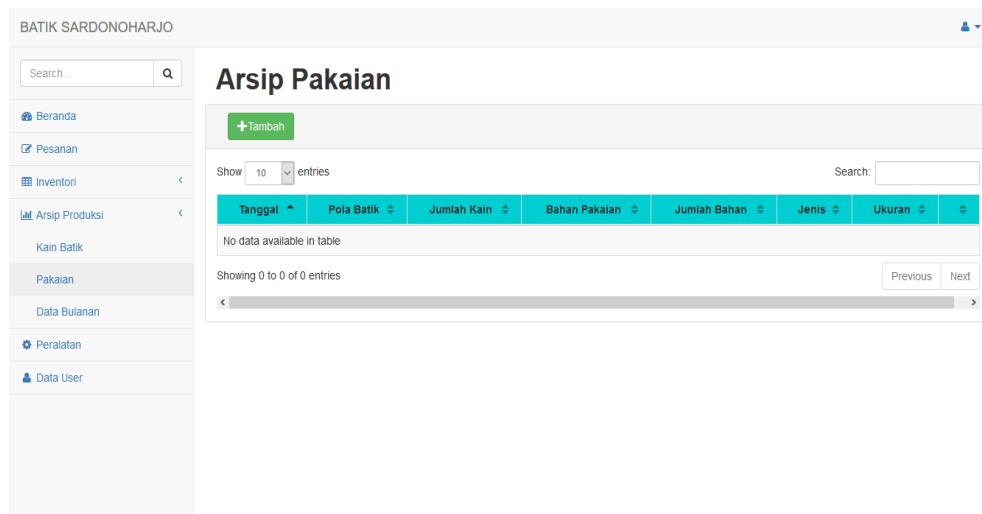 BATIK SARDONOHARJO
Search...
Beranda
Pesanan
Inventori
Arsip Produksi
Kain Batik
Pakaian
Data Bulanan
Peralatan
Data User
Arsip Pakaian
Tambah
Show 10 entries Search:
Tanggal Pola Batik Jumlah Kain Bahan Pakaian Jumlah Bahan Jenis Ukuran
No data available in table
Showing 0 to 0 of 0 entries Previous Next